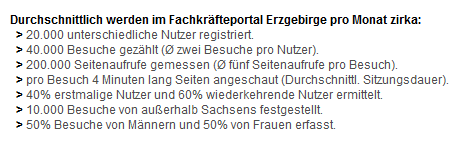 Durchschnittlich werden im Fachkräfteportal Erzgebirge pro Monat zirka:
> 20.000 unterschiedliche Nutzer registriert.
> 40.000 Besuche gezählt (Ø zwei Besuche pro Nutzer).
> 200.000 Seitenaufrufe gemessen (Ø fünf Seitenaufrufe pro Besuch).
> pro Besuch 4 Minuten lang Seiten angeschaut (Durchschnittl. Sitzungsdauer).
> 40% erstmalige Nutzer und 60% wiederkehrende Nutzer ermittelt.
> 10.000 Besuche von außerhalb Sachsens festgestellt.
> 50% Besuche von Männern und 50% von Frauen erfasst.